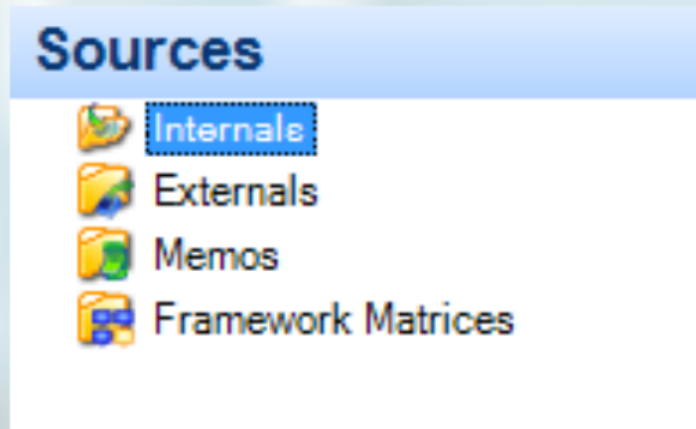 Sources
Internals
Externals
Memos
Framework Matrices